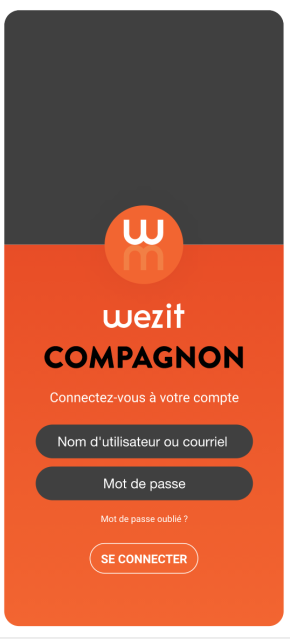 w
wezit
COMPAGNON
Connectez-vous à votre compte
Nom d'utilisateur ou courriel
Mot de passe
Mot de passe oublié ?
SE CONNECTER